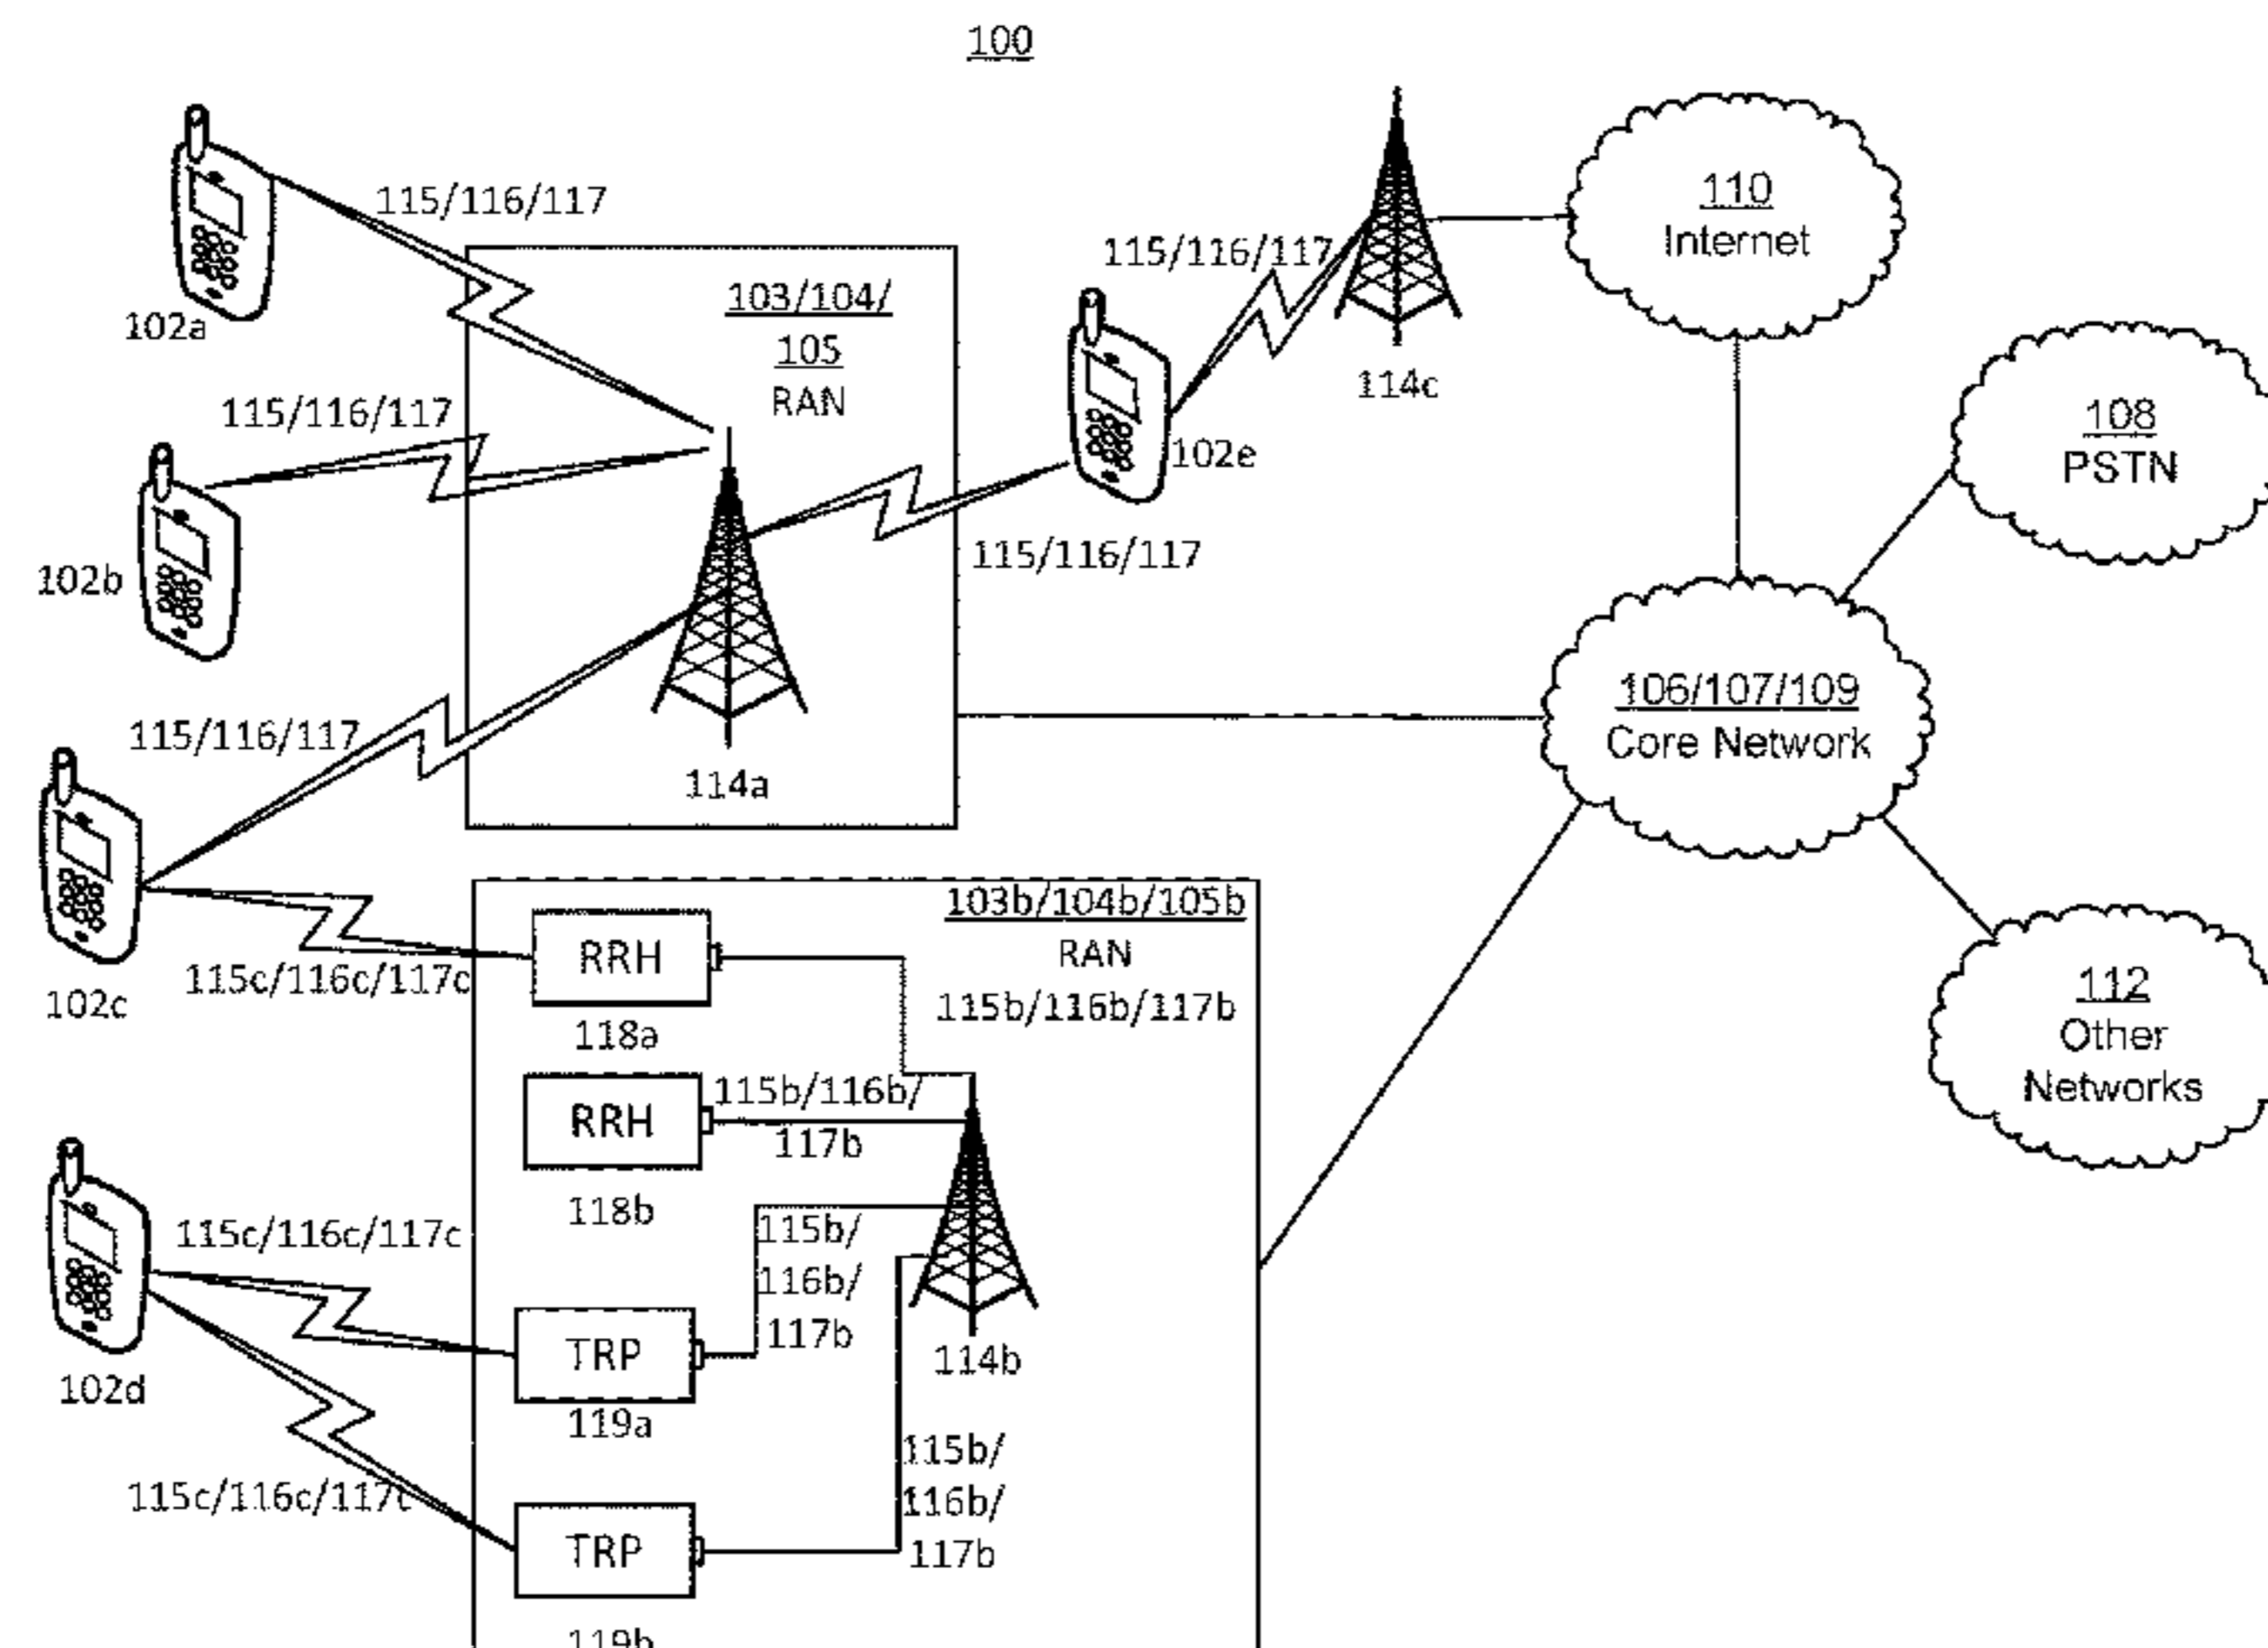 100
115/116/117
102a
103/104/
105
RAN
115/116/117
110
Internet
114c
102e
108
PSTN
115/116/117
102b
115/116/117
106/107/109
Core Network
115/116/117
114a
102c
103b/104b/105b
RAN
115b/116b/117b
RRH
118a
115c/116c/117c
112
Other
Networks
RRH
118b
115b/116b/
117b
115c/116c/117c
102d
TRP
119a
115b/
116b/
117b
114b
115c/116c/117c
TRP
119b
115b/
116b/
117b